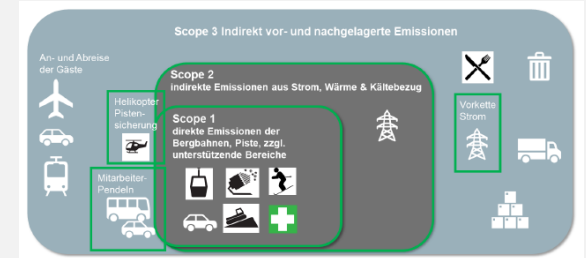 Scope 3 Indirekt vor- und nachgelagerte Emissionen
An- und Abreise
der Gäste
Scope 2
indirekte Emissionen aus Strom, Wärme & Kältebezug
Helikopter
Pisten-
sicherung
Scope 1
direkte Emissionen der
Bergbahnen, Piste, zzgl.
unterstützende Bereiche
Vorkette
Strom
Mitarbeiter-
Pendeln